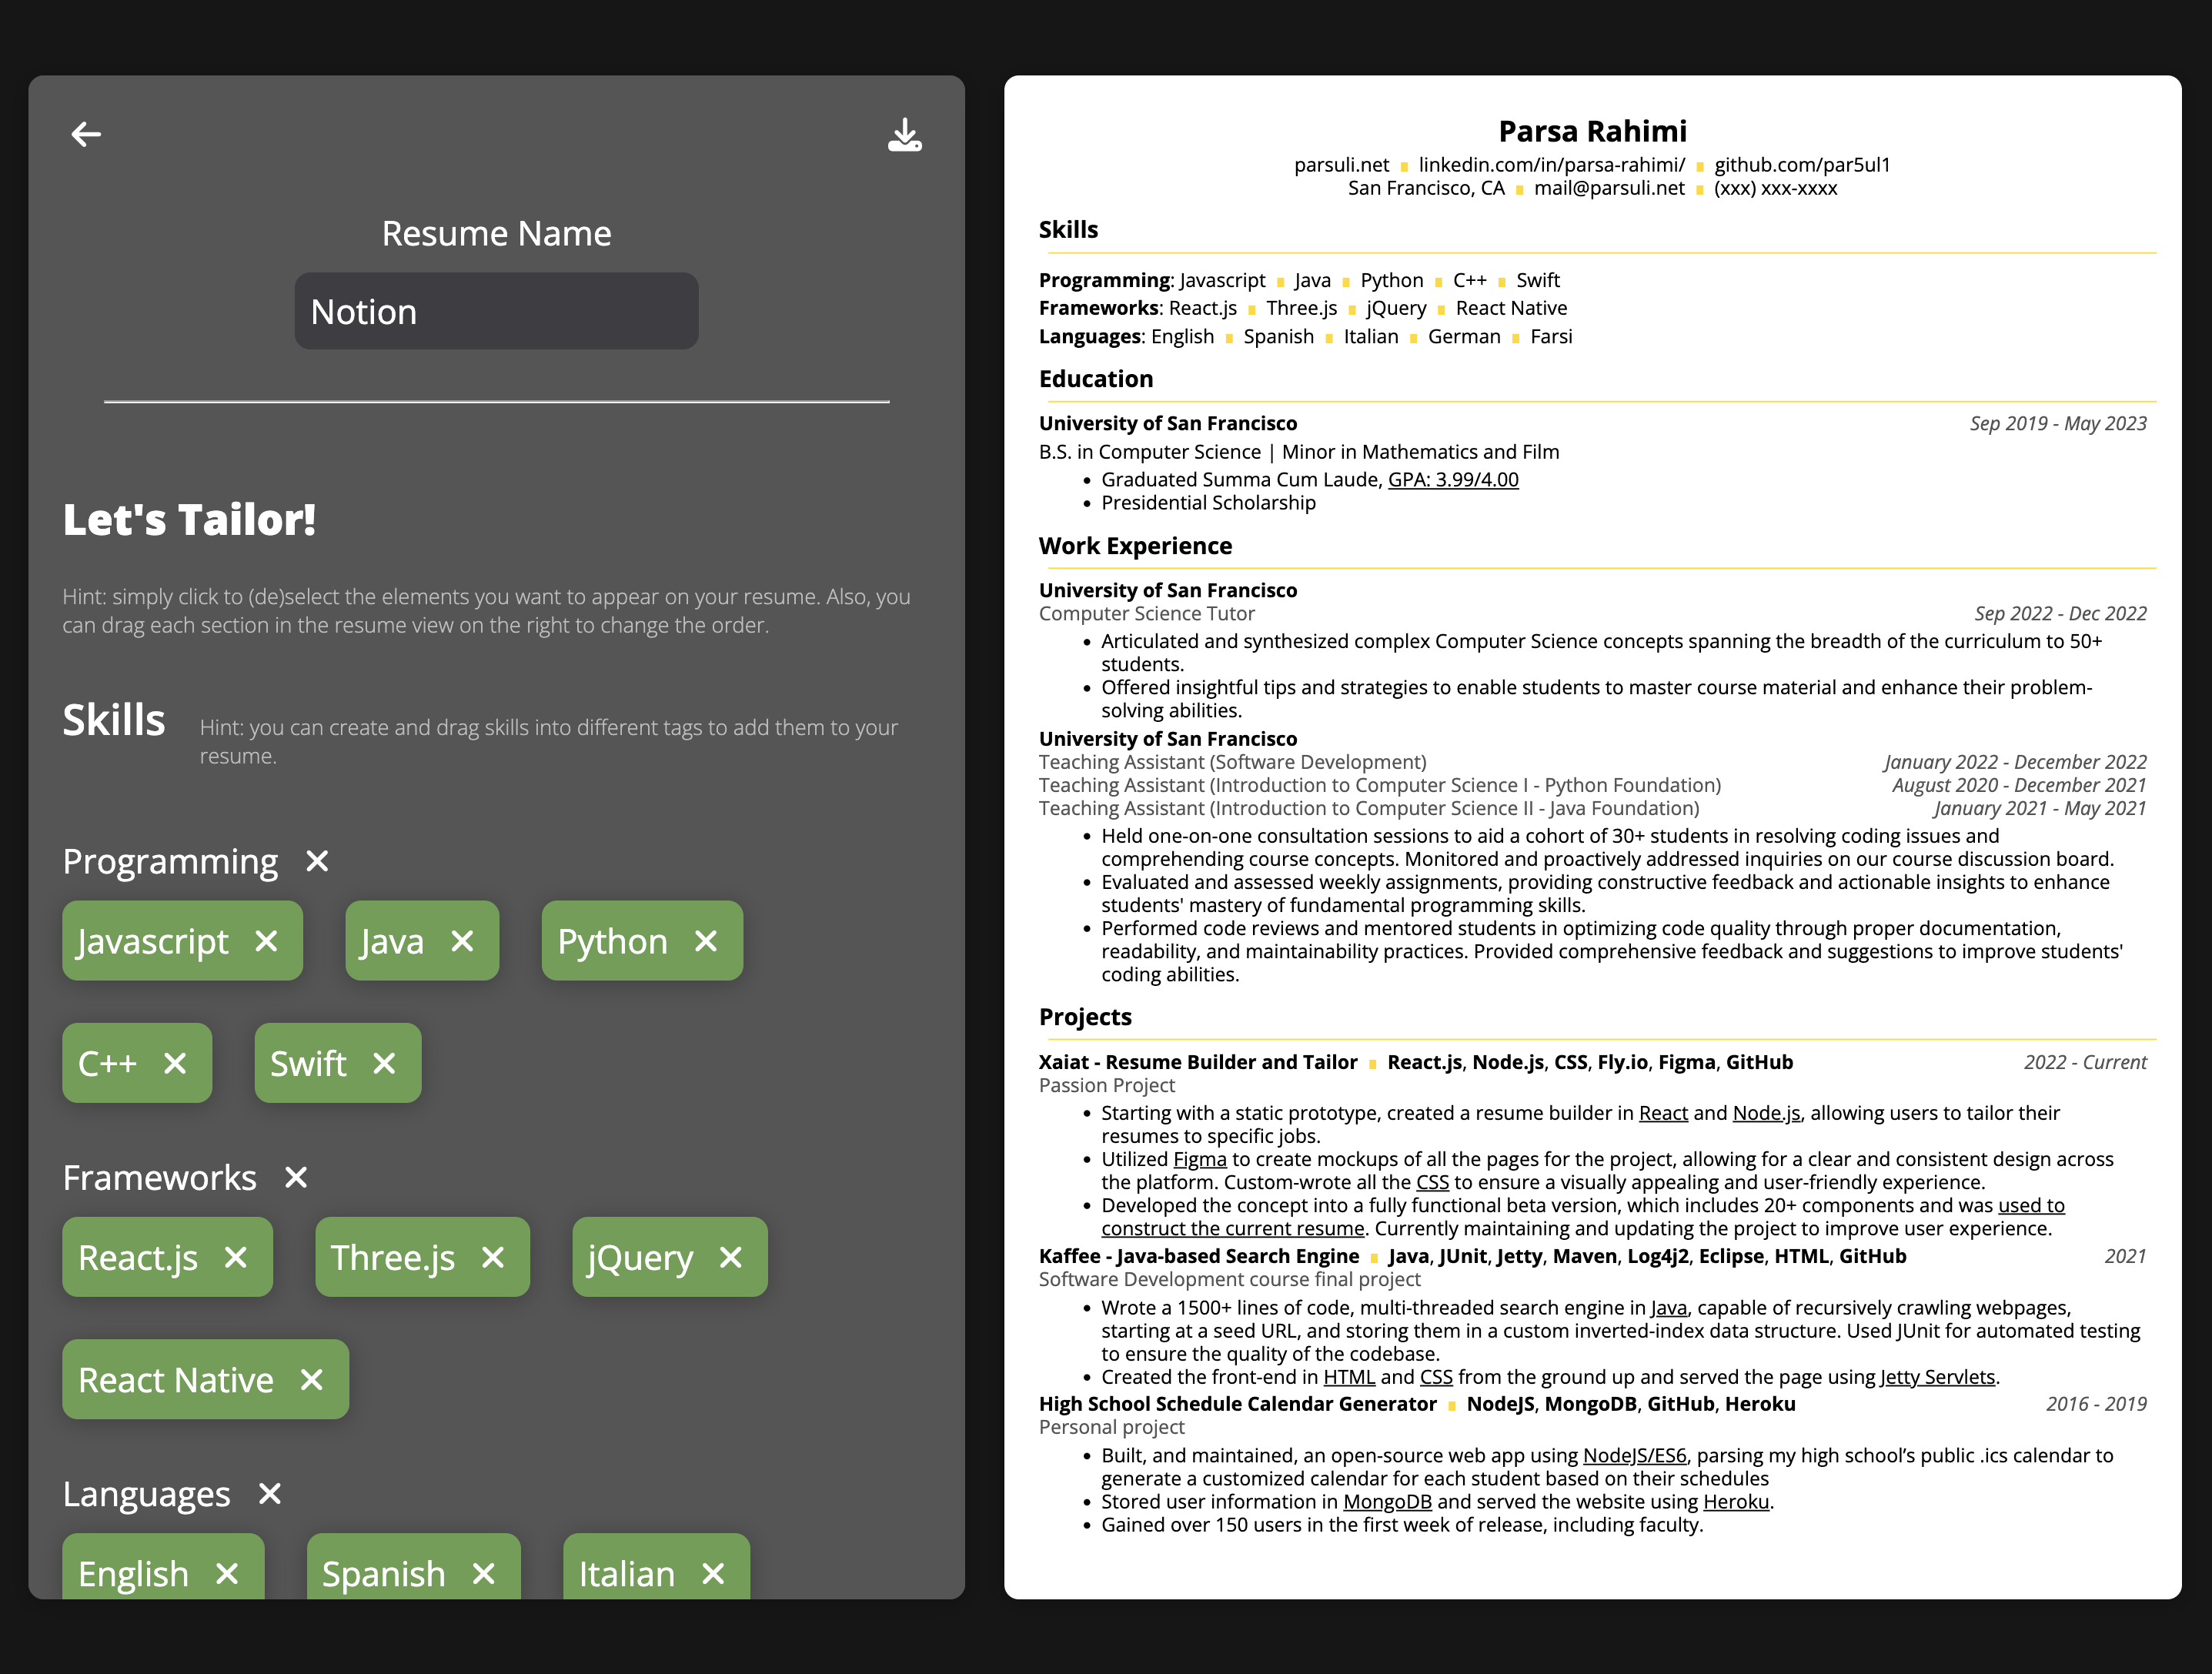 Resume Name
Notion
Let's Tailor!
Hint: simply click to (de)select the elements you want to appear on your resume. Also, you
can drag each section in the resume view on the right to change the order.
Skills
Hint: you can create and drag skills into different tags to add them to your
resume.
Programming
Javascript Java Python
C++ Swift
Frameworks
React.js Three.js jQuery
React Native
Languages
English Spanish Italian
Parsa Rahimi
parsuli.net linkedin.com/in/parsa-rahimi/ github.com/par5ul1
San Francisco, CA mail@parsuli.net (xxx) xxx-xxxx
Skills
Programming: Javascript Java Python C++ Swift
Frameworks: React.js Three.js jQuery React Native
Languages: English Spanish Italian German Farsi
Education
University of San Francisco Sep 2019 - May 2023
B.S. in Computer Science | Minor in Mathematics and Film
• Graduated Summa Cum Laude, GPA: 3.99/4.00
• Presidential Scholarship
Work Experience
University of San Francisco
Computer Science Tutor Sep 2022 - Dec 2022
• Articulated and synthesized complex Computer Science concepts spanning the breadth of the curriculum to 50+
students.
• Offered insightful tips and strategies to enable students to master course material and enhance their problem-
solving abilities.
University of San Francisco
Teaching Assistant (Software Development) January 2022 - December 2022
Teaching Assistant (Introduction to Computer Science I - Python Foundation) August 2020 - December 2021
Teaching Assistant (Introduction to Computer Science II - Java Foundation) January 2021 - May 2021
• Held one-on-one consultation sessions to aid a cohort of 30+ students in resolving coding issues and
comprehending course concepts. Monitored and proactively addressed inquiries on our course discussion board.
• Evaluated and assessed weekly assignments, providing constructive feedback and actionable insights to enhance
students' mastery of fundamental programming skills.
• Performed code reviews and mentored students in optimizing code quality through proper documentation,
readability, and maintainability practices. Provided comprehensive feedback and suggestions to improve students'
coding abilities.
Projects
Xaiat - Resume Builder and Tailor React.js, Node.js, CSS, Fly.io, Figma, GitHub 2022 - Current
Passion Project
• Starting with a static prototype, created a resume builder in React and Node.js, allowing users to tailor their
resumes to specific jobs.
• Utilized Figma to create mockups of all the pages for the project, allowing for a clear and consistent design across
the platform. Custom-wrote all the CSS to ensure a visually appealing and user-friendly experience.
• Developed the concept into a fully functional beta version, which includes 20+ components and was used to
construct the current resume. Currently maintaining and updating the project to improve user experience.
Kaffee - Java-based Search Engine Java, JUnit, Jetty, Maven, Log4j2, Eclipse, HTML, GitHub 2021
Software Development course final project
• Wrote a 1500+ lines of code, multi-threaded search engine in Java, capable of recursively crawling webpages,
starting at a seed URL, and storing them in a custom inverted-index data structure. Used JUnit for automated testing
to ensure the quality of the codebase.
• Created the front-end in HTML and CSS from the ground up and served the page using Jetty Servlets.
High School Schedule Calendar Generator NodeJS, MongoDB, GitHub, Heroku 2016 - 2019
Personal project
• Built, and maintained, an open-source web app using NodeJS/ES6, parsing my high school’s public .ics calendar to
generate a customized calendar for each student based on their schedules
• Stored user information in MongoDB and served the website using Heroku.
• Gained over 150 users in the first week of release, including faculty.